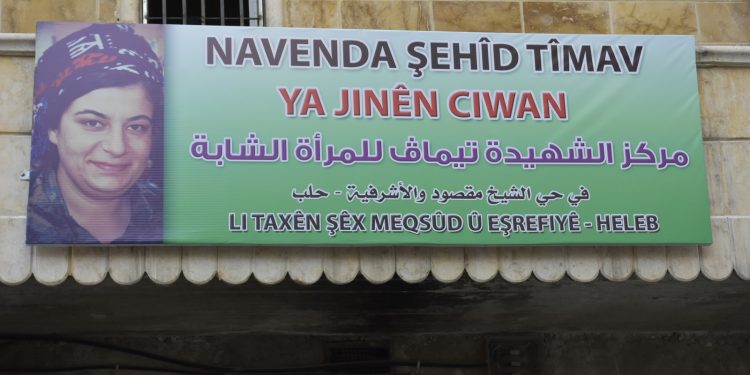 NAVENDA ŞEHÎD TÎMAV
YA JINÊN CIWAN
مركز الشهيدة تيماڤ للمرأة الشابة
في حي الشيخ مقصود والأشرفية - حلب
LI TAXÊN ŞÊX MEQSÛD Û EŞREFIYÊ - HELEB